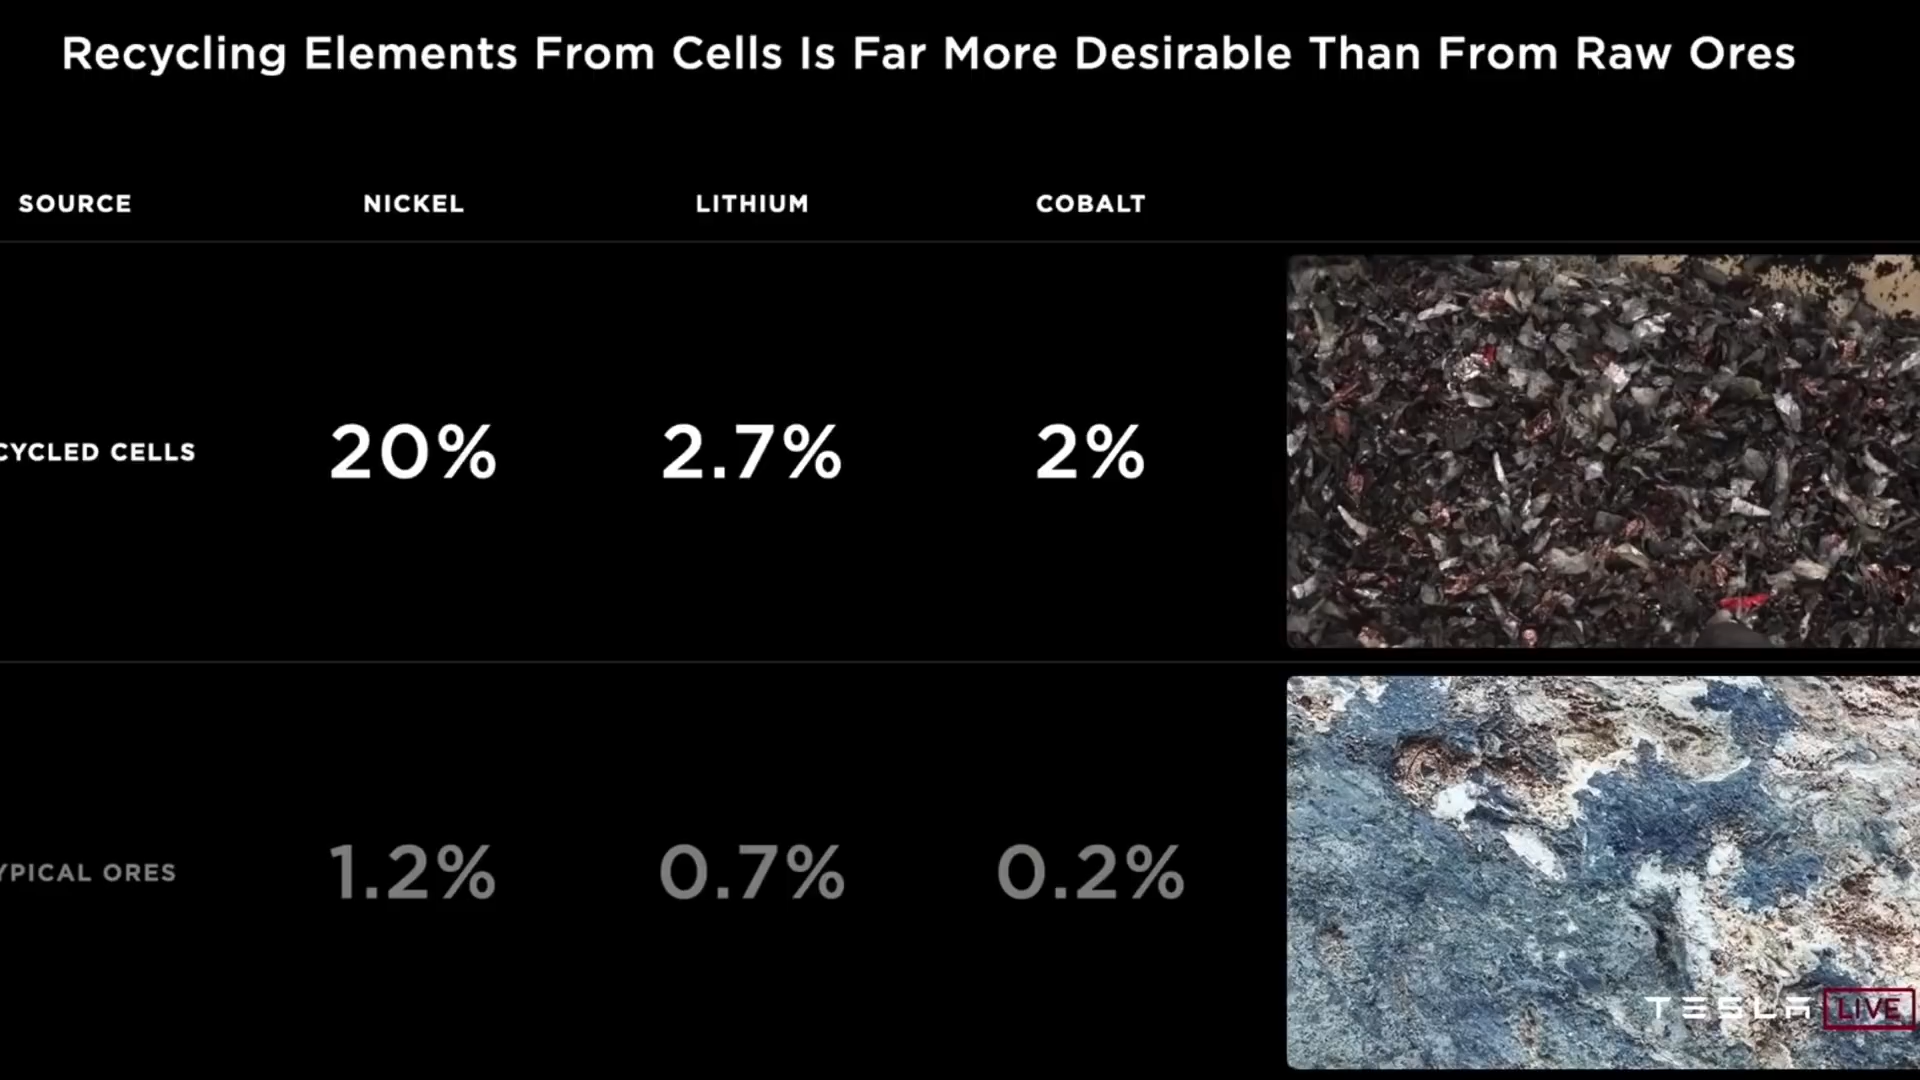 Recycling Elements From Cells Is Far More Desirable Than From Raw Ores
SOURCE NICKEL LITHIUM COBALT
CYCLED CELLS 20% 2.7% 2%
YPICAL ORES 1.2% 0.7% 0.2%
TESLA LIVE